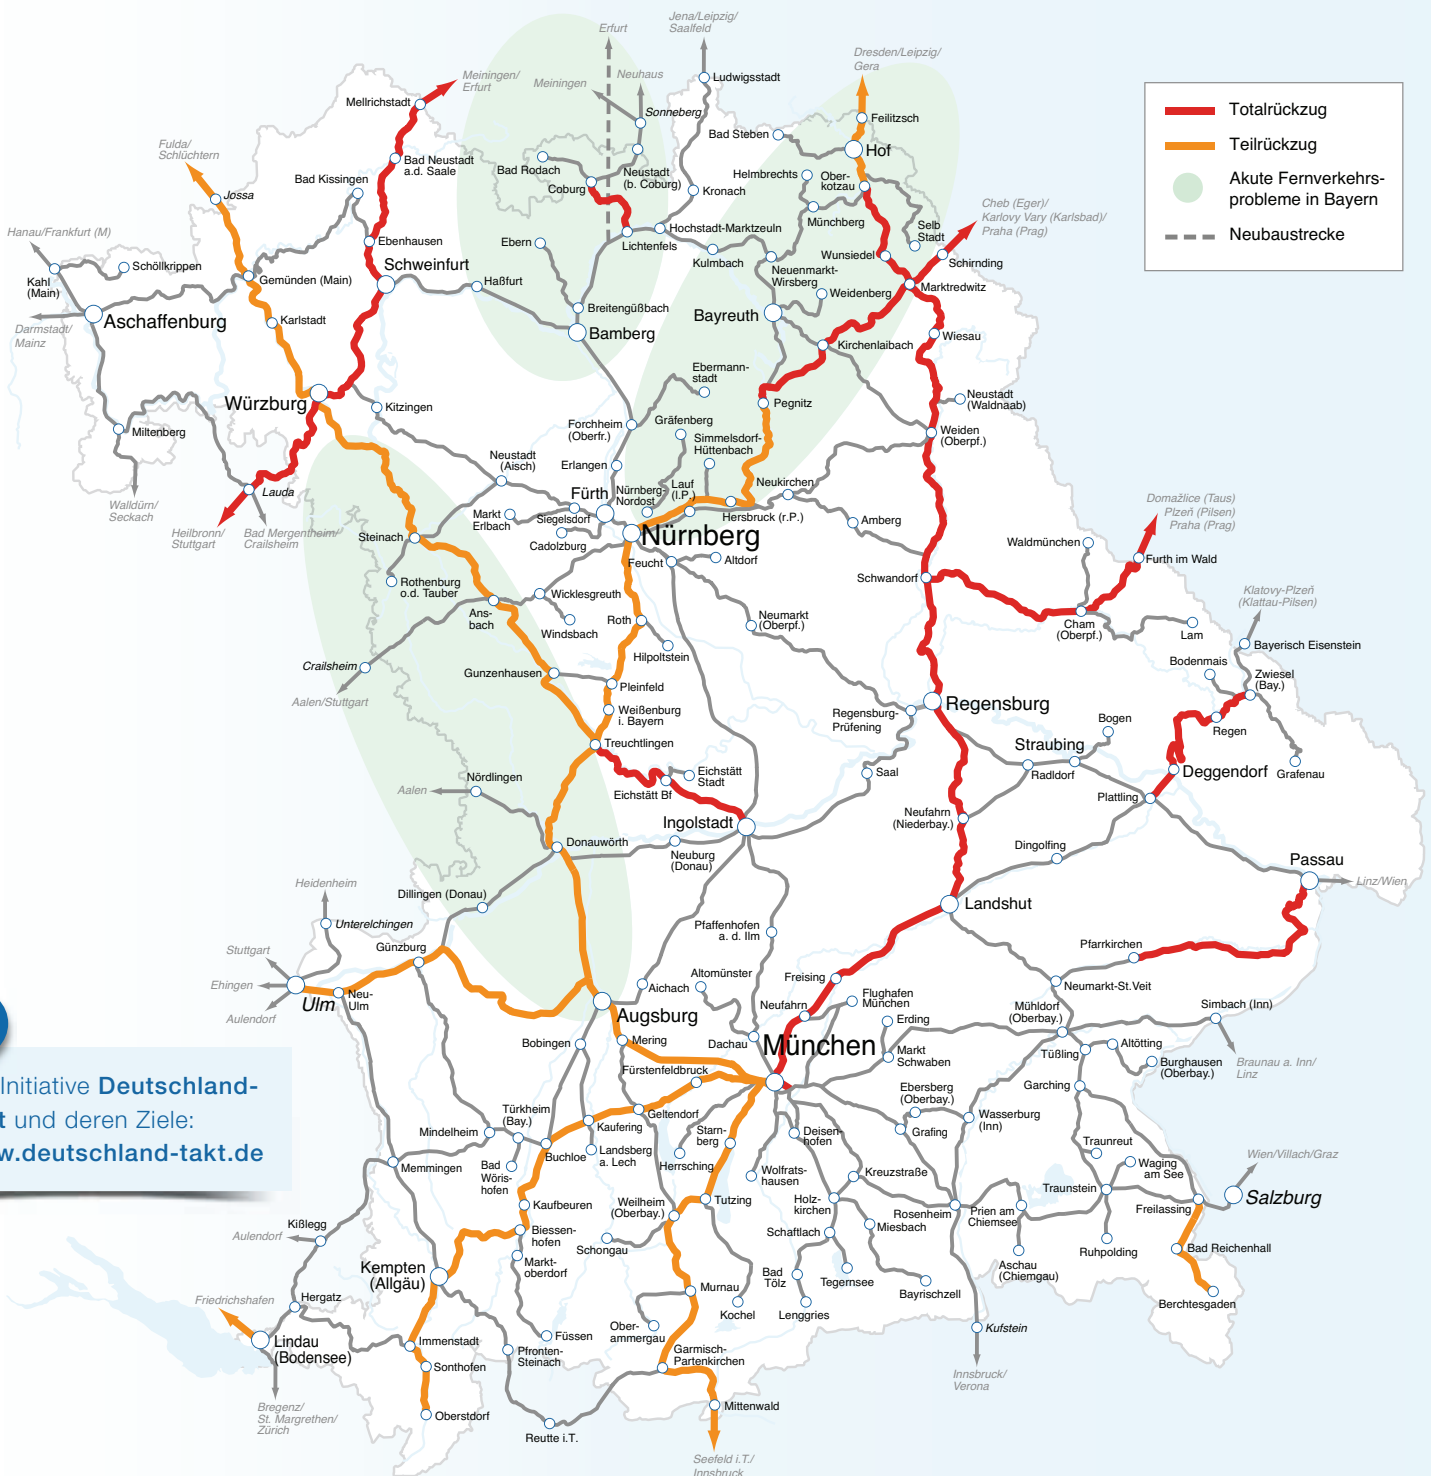 Jena/Leipzig/
Saalfeld
Erfurt
Dresden/Leipzig/
Gera
Meiningen/
Erfurt
Meiningen
Neuhaus
Ludwigsstadt
Mellrichstadt
Sonneberg
Feilitzsch
Bad Steben
Hof
Totalrückzug
Teilrückzug
Akute Fernverkehrs-
probleme in Bayern
Neubaustrecke
Fulda/
Schlüchtern
Bad Neustadt
a.d. Saale
Bad Rodach
Coburg
Neustadt
(b. Coburg)
Helmbrechts
Ober-
kotzau
Jossa
Bad Kissingen
Kronach
Münchberg
Cheb (Eger)/
Karlovy Vary (Karlsbad)/
Praha (Prag)
Hanau/Frankfurt (M)
Ebenhausen
Ebern
Lichtenfels
Hochstadt-Marktzeuln
Kulmbach
Selb
Stadt
Wunsiedel
Schirnding
Schöllkrippen
Kahl
(Main)
Gemünden (Main)
Schweinfurt
Haßfurt
Neuenmarkt-
Wirsberg
Weidenberg
Marktredwitz
Aschaffenburg
Karlstadt
Breitengüßbach
Bamberg
Bayreuth
Darmstadt/
Mainz
Kirchenlaibach
Wiesau
Ebermann-
stadt
Würzburg
Kitzingen
Pegnitz
Neustadt
(Waldnaab)
Miltenberg
Forchheim
(Oberfr.)
Gräfenberg
Simmelsdorf-
Hüttenbach
Weiden
(Oberpf.)
Neustadt
(Aisch)
Erlangen
Lauda
Walldürn/
Seckach
Fürth
Nürnberg-
Nordost
Lauf
(l.P.)
Neukirchen
Hersbruck (r.P.)
Heilbronn/
Stuttgart
Bad Mergentheim/
Crailsheim
Markt
Erlbach
Siegelsdorf
Cadolzburg
Nürnberg
Amberg
Domažlice (Taus)
Plzeň (Pilsen)
Praha (Prag)
Steinach
Feucht
Altdorf
Waldmünchen
Furth im Wald
Rothenburg
o.d. Tauber
Schwandorf
Wicklesgreuth
Ans-
bach
Windsbach
Roth
Neumarkt
(Oberpf.)
Cham
(Oberpf.)
Lam
Klatovy-Plzeň
(Klattau-Pilsen)
Bayerisch Eisenstein
Crailsheim
Hilpoltstein
Gunzenhausen
Pleinfeld
Bodenmais
Zwiesel
(Bay.)
Aalen/Stuttgart
Weißenburg
i. Bayern
Regensburg-
Prüfening
Regensburg
Bogen
Regen
Treuchtlingen
Straubing
Nördlingen
Eichstätt
Stadt
Eichstätt Bf
Saal
Radldorf
Deggendorf
Grafenau
Aalen
Plattling
Ingolstadt
Neufahrn
(Niederbay.)
Donauwörth
Neuburg
(Donau)
Dingolfing
Passau
Linz/Wien
Heidenheim
Dillingen (Donau)
Landshut
Unterelchingen
Pfaffenhofen
a. d. Ilm
Pfarrkirchen
Stuttgart
Günzburg
Ehingen
Aulendorf
Ulm
Neu-
Ulm
Altomünster
Aichach
Freising
Flughafen
München
Neumarkt-St.Veit
Simbach (Inn)
Augsburg
Neufahrn
Erding
Mühldorf
(Oberbay.)
Bobingen
Mering
Dachau
München
Markt
Schwaben
Tüßling
Altötting
Burghausen
(Oberbay.)
Braunau a. Inn/
Linz
Initiative Deutschland-
t und deren Ziele:
w.deutschland-takt.de
Fürstenfeldbruck
Ebersberg
(Oberbay.)
Garching
Türkheim
(Bay.)
Geltendorf
Wasserburg
(Inn)
Mindelheim
Kaufering
Starn-
berg
Deisen-
hofen
Grafing
Traunreut
Memmingen
Bad
Wöris-
hofen
Buchloe
Landsberg
a. Lech
Herrsching
Wolfrats-
hausen
Kreuzstraße
Waging
am See
Wien/Villach/Graz
Kaufbeuren
Weilheim
(Oberbay.)
Tutzing
Holz-
kirchen
Rosenheim
Prien am
Chiemsee
Traunstein
Freilassing
Salzburg
Kißlegg
Aulendorf
Biessen-
hofen
Schongau
Schaftlach
Miesbach
Ruhpolding
Bad Reichenhall
Kempten
(Allgäu)
Markt-
oberdorf
Bad
Tölz
Tegernsee
Aschau
(Chiemgau)
Friedrichshafen
Hergatz
Murnau
Kochel
Lenggries
Bayrischzell
Berchtesgaden
Lindau
(Bodensee)
Immenstadt
Füssen
Ober-
ammergau
Kufstein
Sonthofen
Pfronten-
Steinach
Garmisch-
Partenkirchen
Innsbruck/
Verona
Bregenz/
St. Margrethen/
Zürich
Oberstdorf
Mittenwald
Reutte i.T.
Seefeld i.T./
Innsbruck